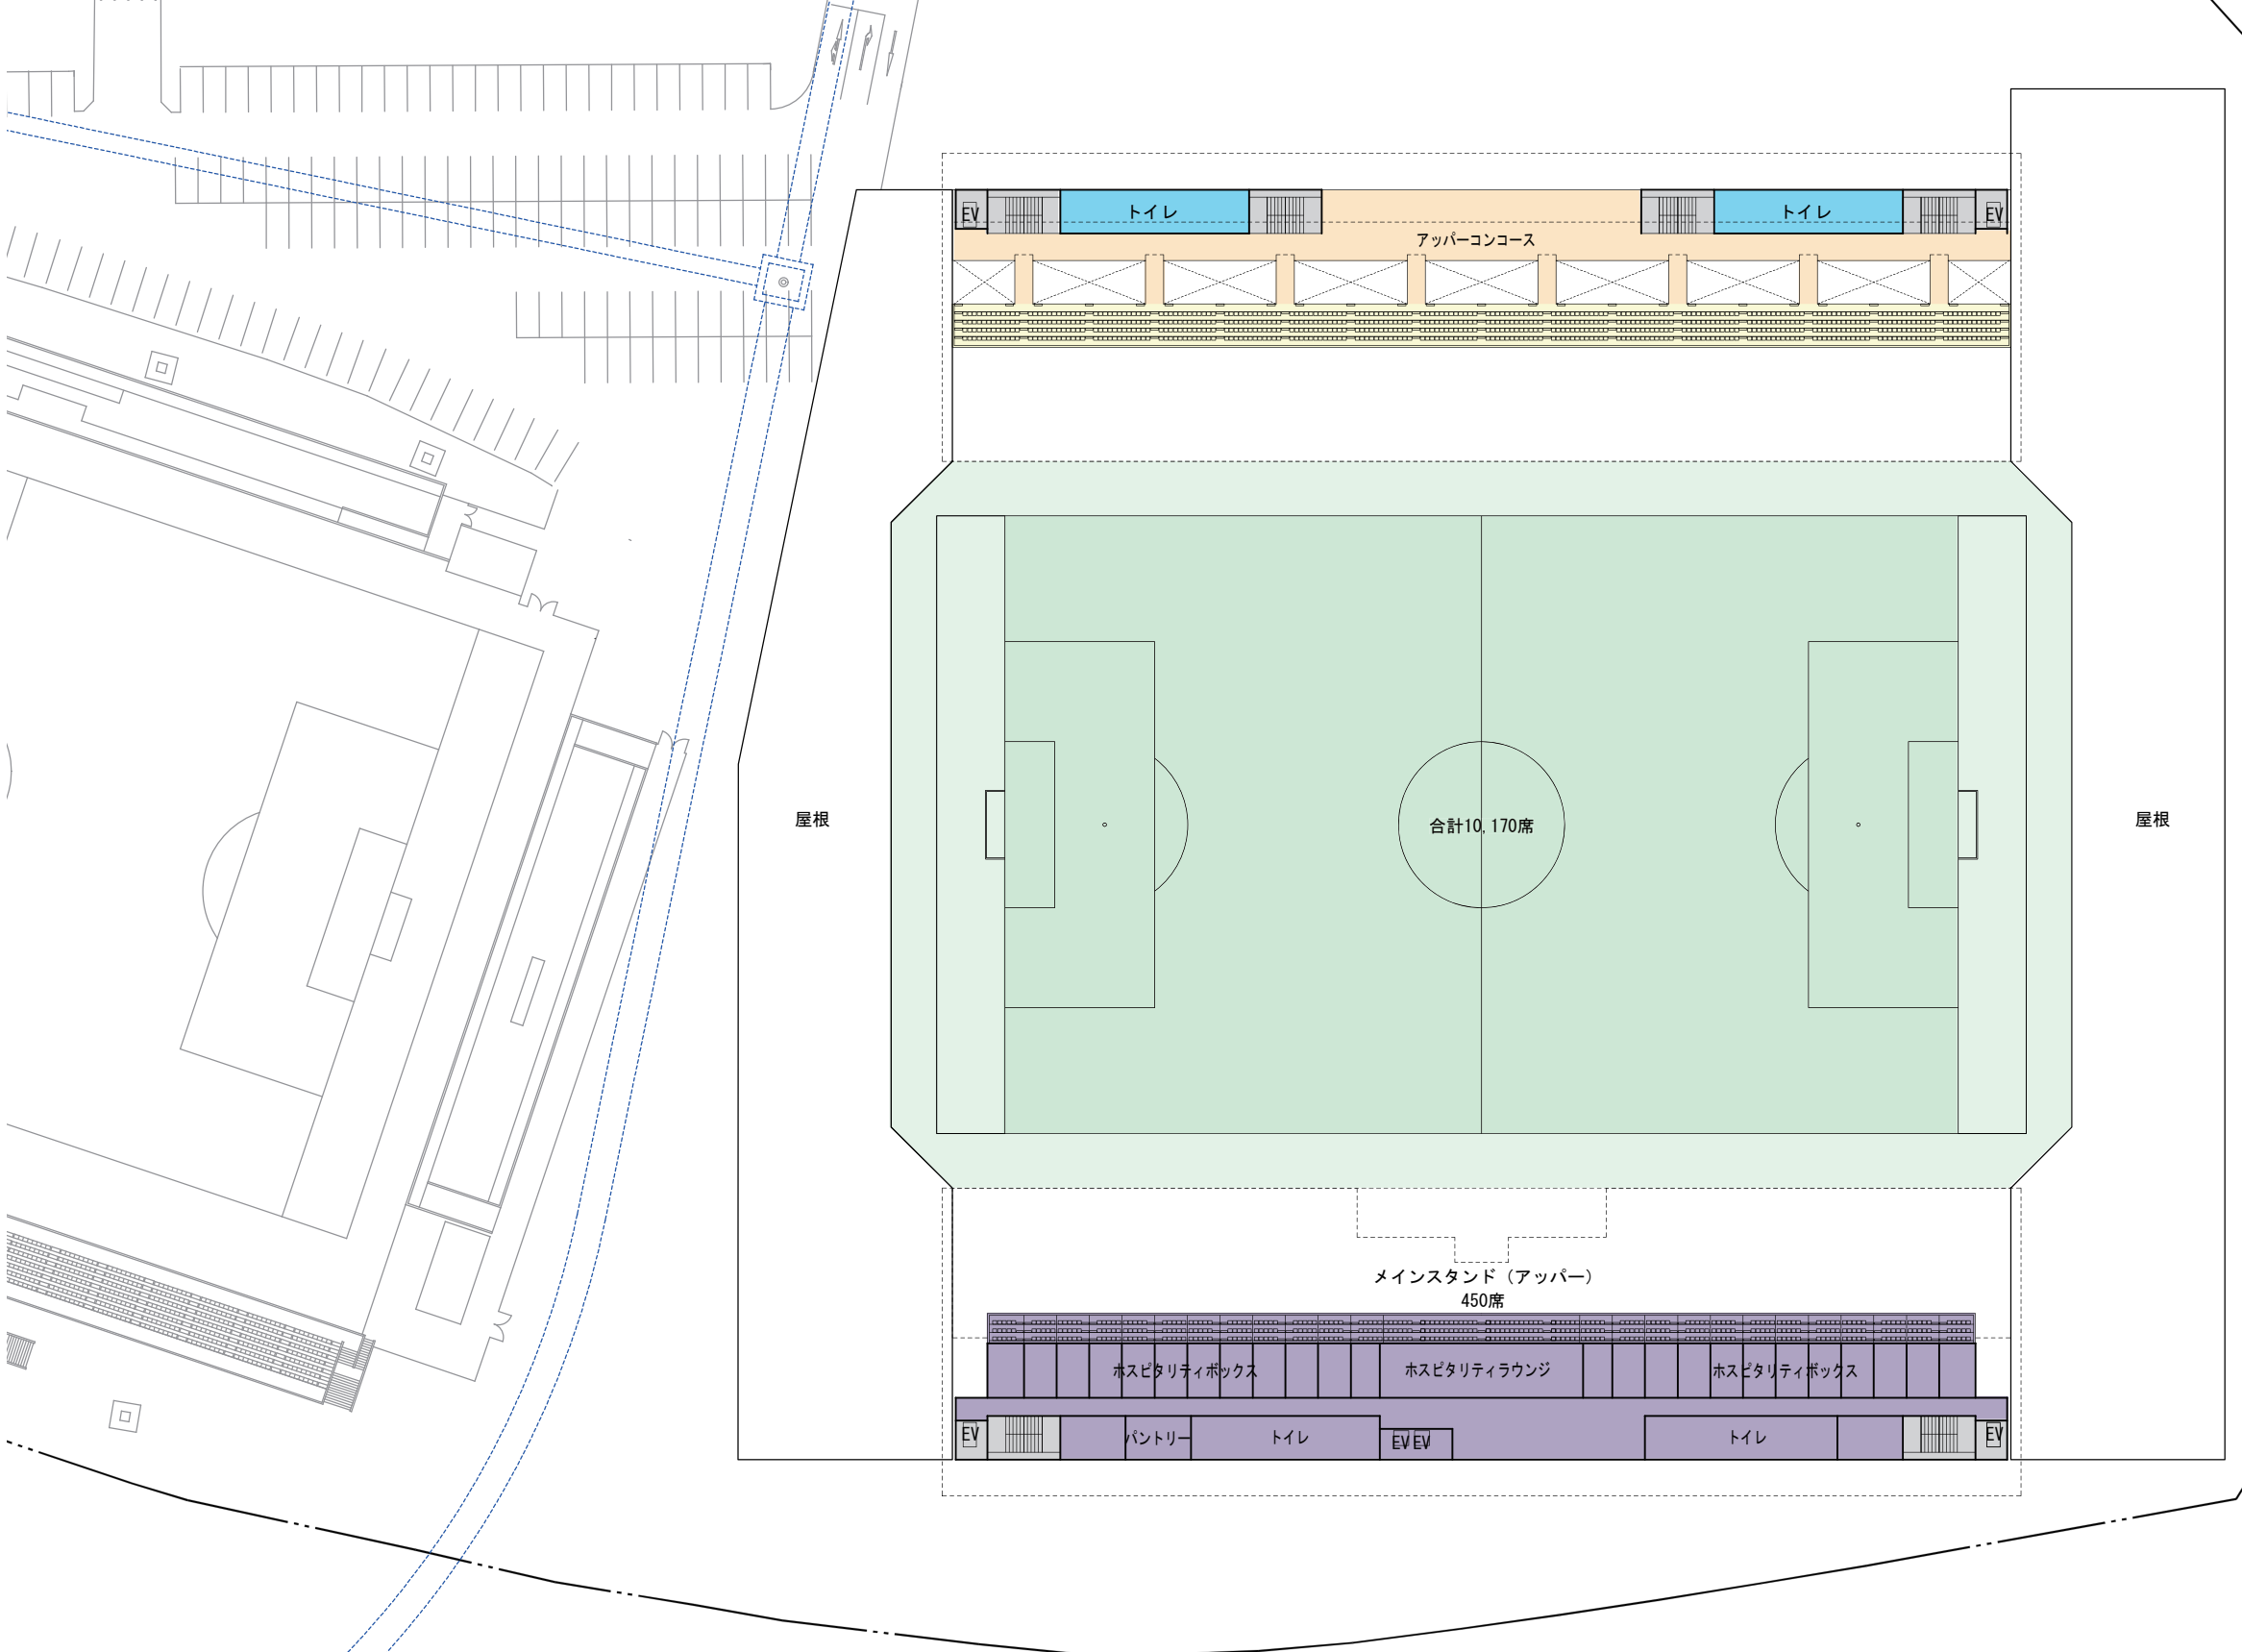 EV
トイレ
トイレ
EV
アッパーコンコース
屋根
合計10,170席
屋根
メインスタンド（アッパー）
450席
ホスピタリティボックス
ホスピタリティラウンジ
ホスピタリティボックス
EV
パントリー
トイレ
EV EV
トイレ
EV